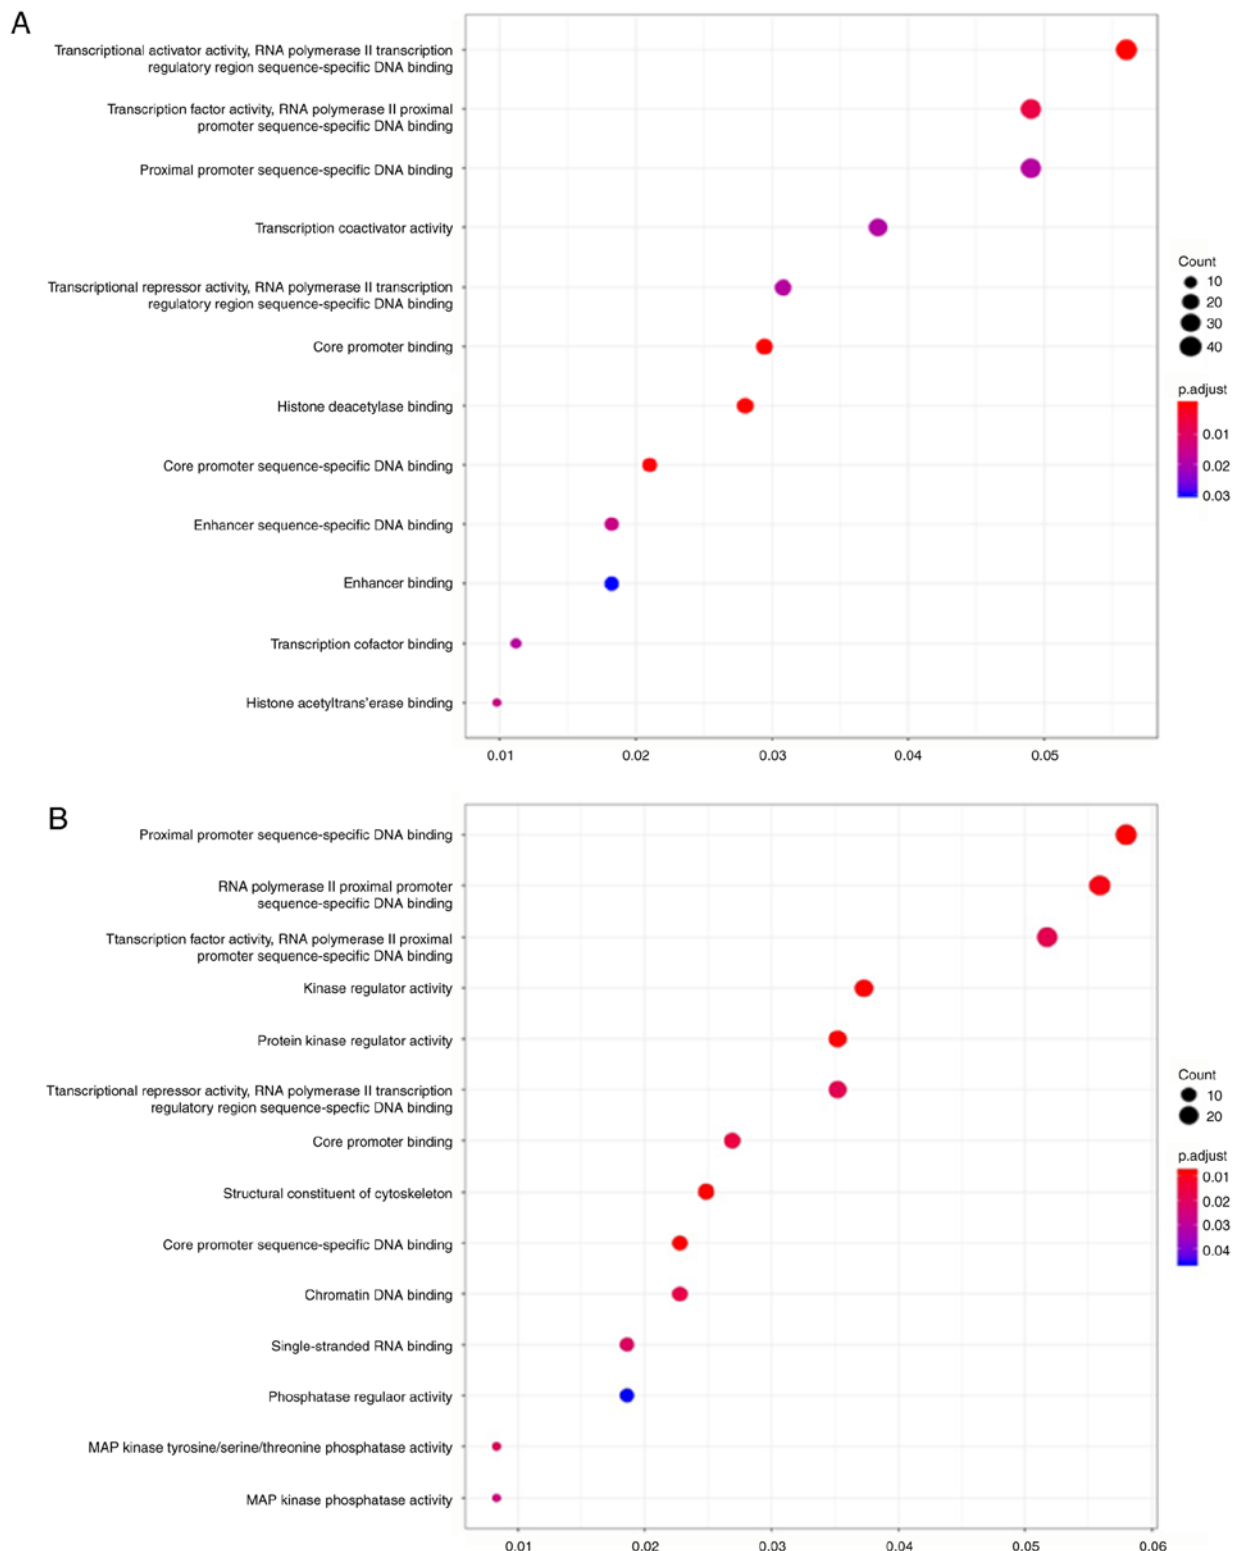 A
Transcriptional activator activity, RNA polymerase II transcription
regulatory region sequence-specific DNA binding
Transcription factor activity, RNA polymerase II proximal
promoter sequence-specific DNA binding
Proximal promoter sequence-specific DNA binding
Transcription coactivator activity
Transcriptional repressor activity, RNA polymerase II transcription
regulatory region sequence-specific DNA binding
Core promoter binding
Histone deacetylase binding
Core promoter sequence-specific DNA binding
Enhancer sequence-specific DNA binding
Enhancer binding
Transcription cofactor binding
Histone acetyltrans'erase binding
0.01 0.02 0.03 0.04 0.05
Count
10
20
30
40
p.adjust
0.01
0.02
0.03
B
Proximal promoter sequence-specific DNA binding
RNA polymerase II proximal promoter
sequence-specific DNA binding
Ttanscription factor activity, RNA polymerase II proximal
promoter sequence-specific DNA binding
Kinase regulator activity
Protein kinase regulator activity
Ttanscriptional repressor activity, RNA polymerase II transcription
regulatory region sequence-specfic DNA binding
Core promoter binding
Structural constituent of cytoskeleton
Core promoter sequence-specific DNA binding
Chromatin DNA binding
Single-stranded RNA binding
Phosphatase regulaor activity
MAP kinase tyrosine/serine/threonine phosphatase activity
MAP kinase phosphatase activity
0.01 0.02 0.03 0.04 0.05 0.06
Count
10
20
p.adjust
0.01
0.02
0.03
0.04